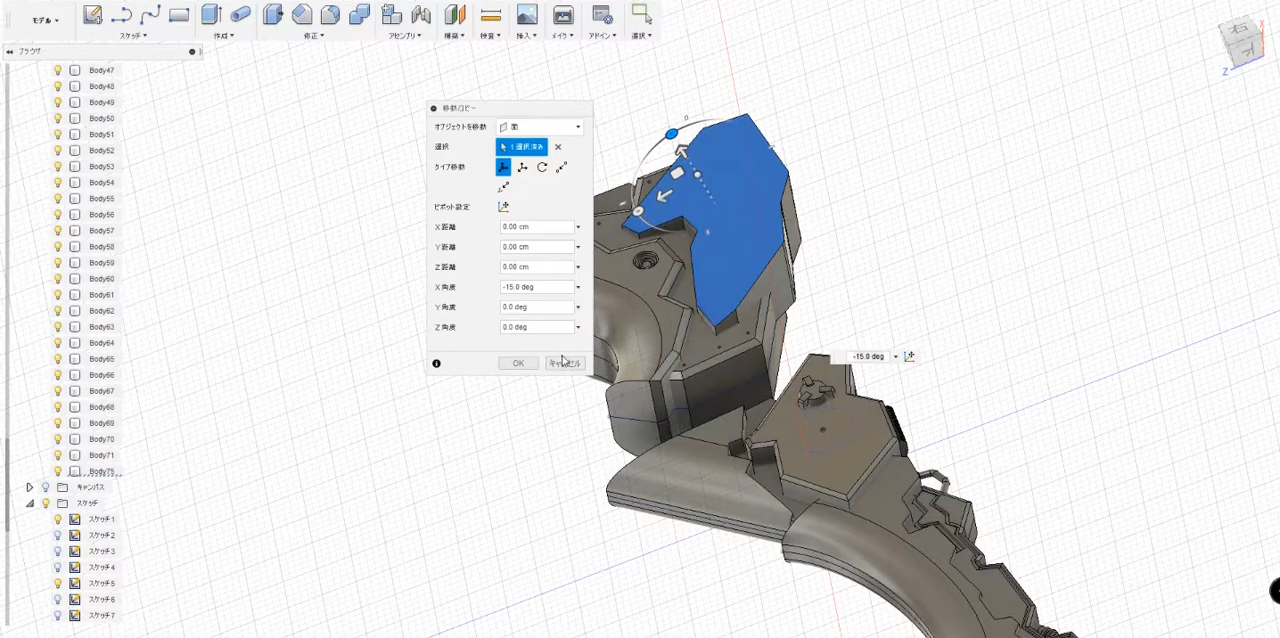 モデル▾
スケッチ▾
作成▾
修正▾
アセンブリ▾
構築▾
検査▾
挿入▾
メイク▾
アドイン▾
選択▾
ブラウザ
Body47
Body48
Body49
Body50
Body51
Body52
Body53
Body54
Body55
Body56
Body57
Body58
Body59
Body60
Body61
Body62
Body63
Body64
Body65
Body66
Body67
Body68
Body69
Body70
Body71
Body75
キャンバス
スケッチ
スケッチ1
スケッチ2
スケッチ3
スケッチ4
スケッチ5
スケッチ6
スケッチ7
移動/コピー
オブジェクトを移動 面
選択 1 選択済み
タイプ移動
ピボット設定
X 距離 0.00 cm
Y 距離 0.00 cm
Z 距離 0.00 cm
X 角度 -15.0 deg
Y 角度 0.0 deg
Z 角度 0.0 deg
OK キャンセル
-15.0 deg
右
下
X
Z